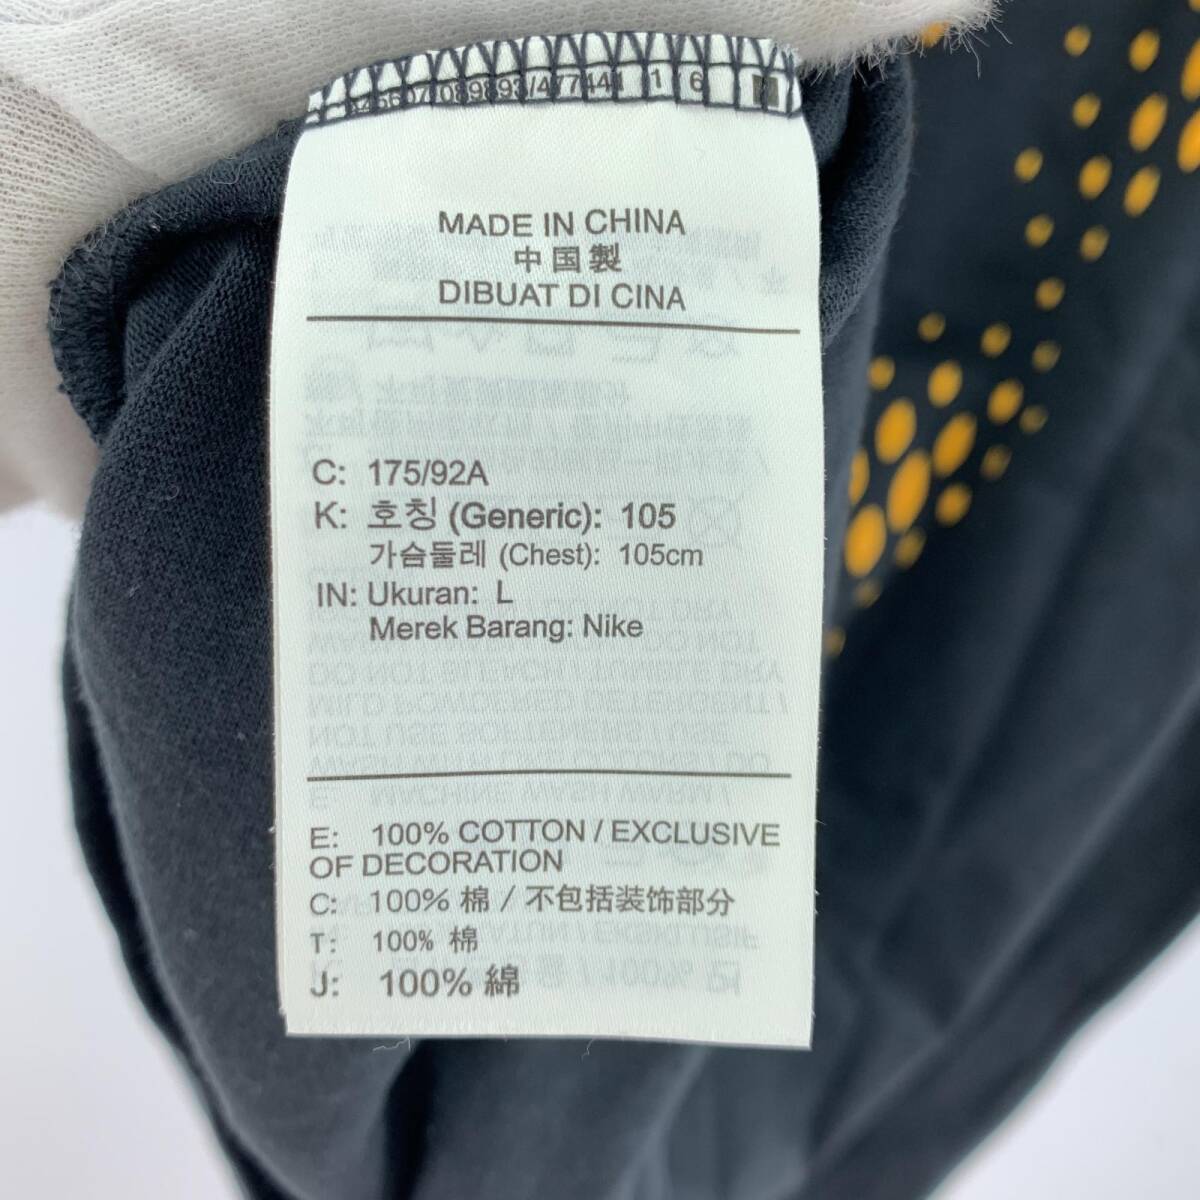 MADE IN CHINA
中国製
DIBUAT DI CINA
C: 175/92A
K: 호칭 (Generic): 105
가슴둘레 (Chest): 105cm
IN: Ukuran: L
Merek Barang: Nike
E: 100% COTTON / EXCLUSIVE
OF DECORATION
C: 100% 棉 / 不包括装饰部分
T: 100% 棉
J: 100% 綿